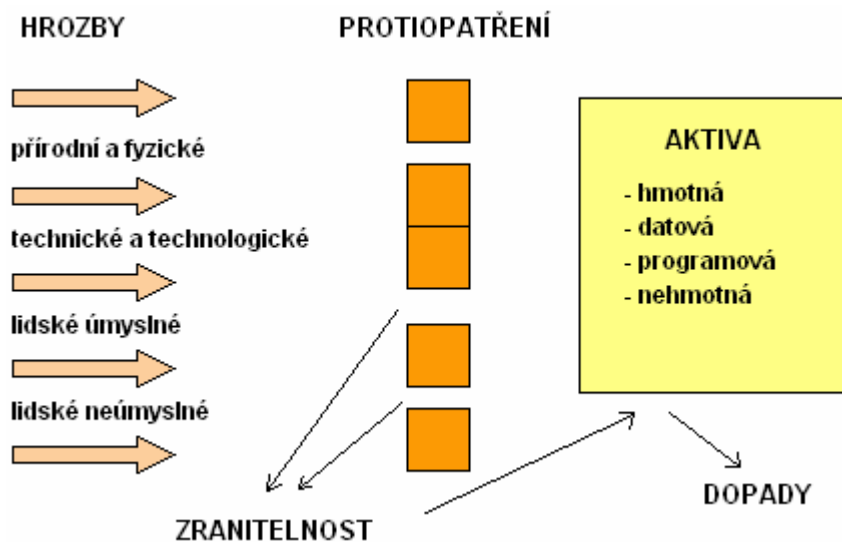 HROZBY
PROTIOPATŘENÍ
přírodní a fyzické
technické a technologické
lidské úmyslné
lidské neúmyslné
AKTIVA
- hmotná
- datová
- programová
- nehmotná
ZRANITELNOST
DOPADY